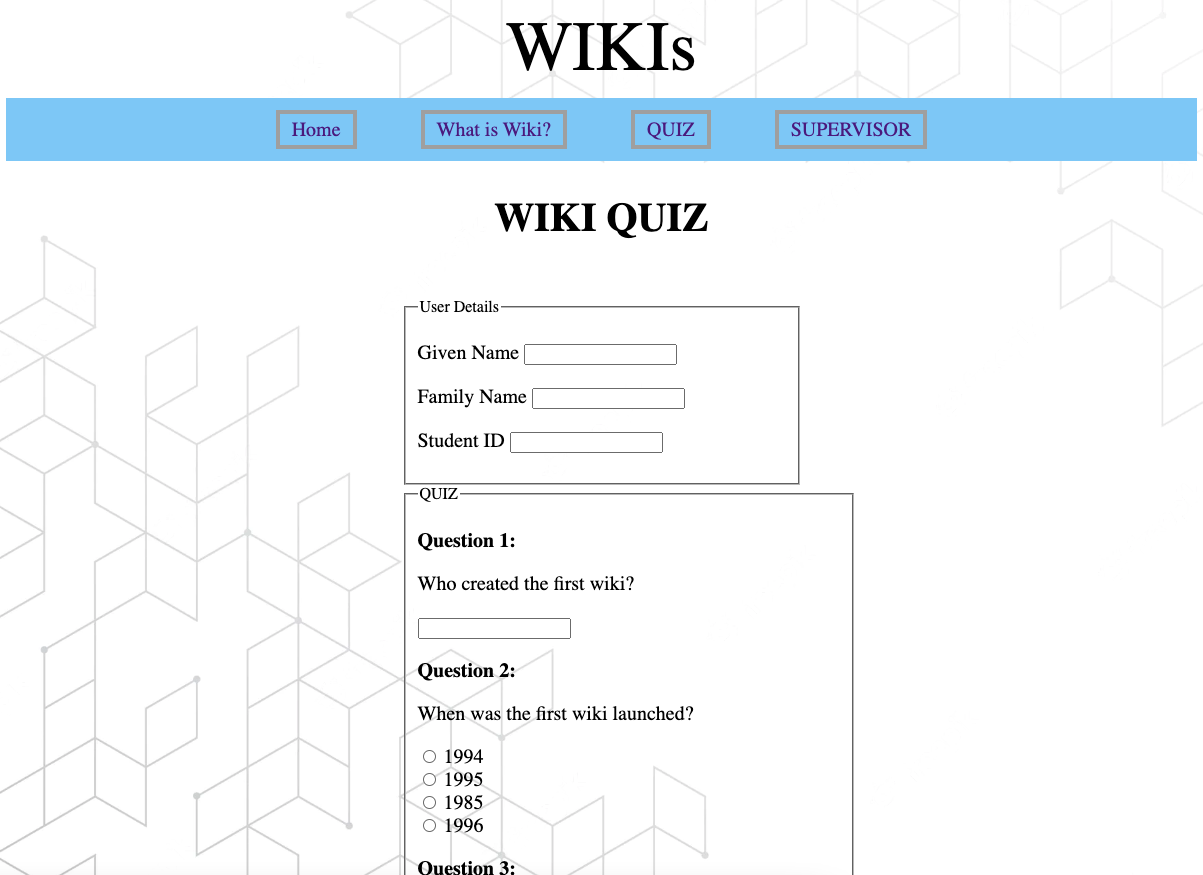 WIKIs
Home What is Wiki? QUIZ SUPERVISOR
WIKI QUIZ
User Details
Given Name
Family Name
Student ID
QUIZ
Question 1:
Who created the first wiki?
Question 2:
When was the first wiki launched?
1994
1995
1985
1996
Question 3: